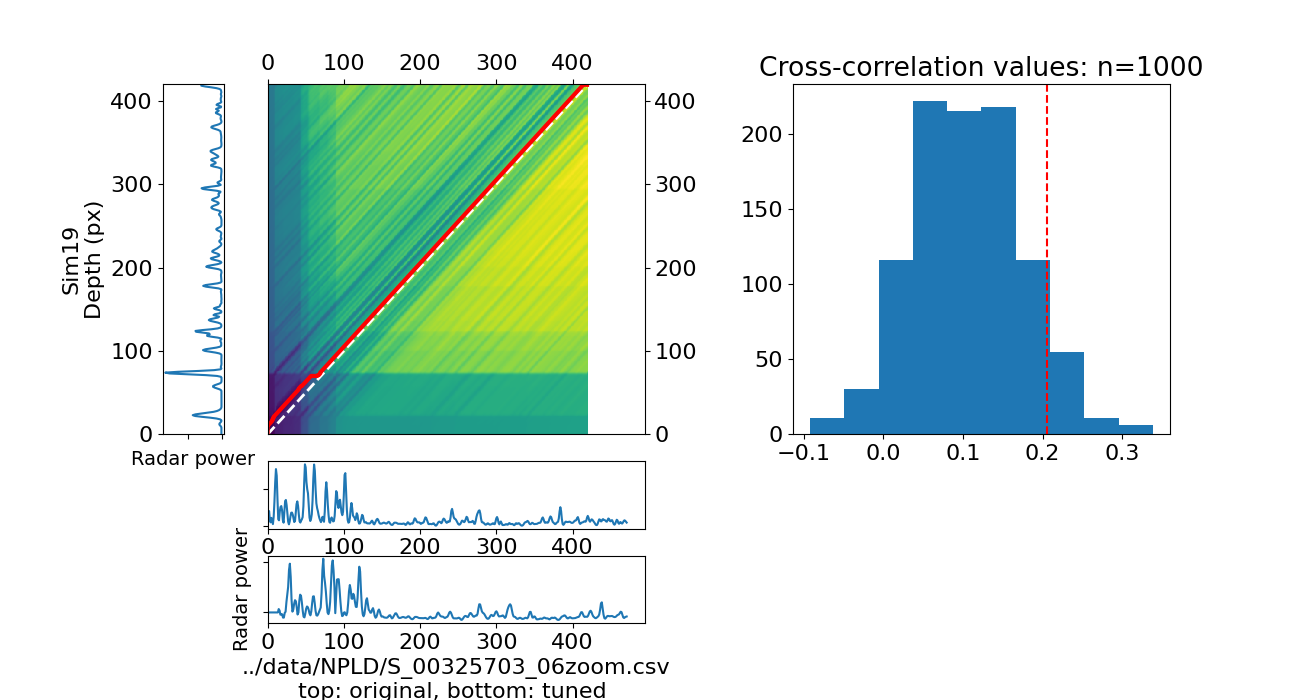 0 100 200 300 400
400
300
200
100
0
Sim19
Depth (px)
Radar power
400
300
200
100
0
0 100 200 300 400
Radar power
0 100 200 300 400
../data/NPLD/S_00325703_06zoom.csv
top: original, bottom: tuned
Cross-correlation values: n=1000
200
150
100
50
0
−0.1 0.0 0.1 0.2 0.3